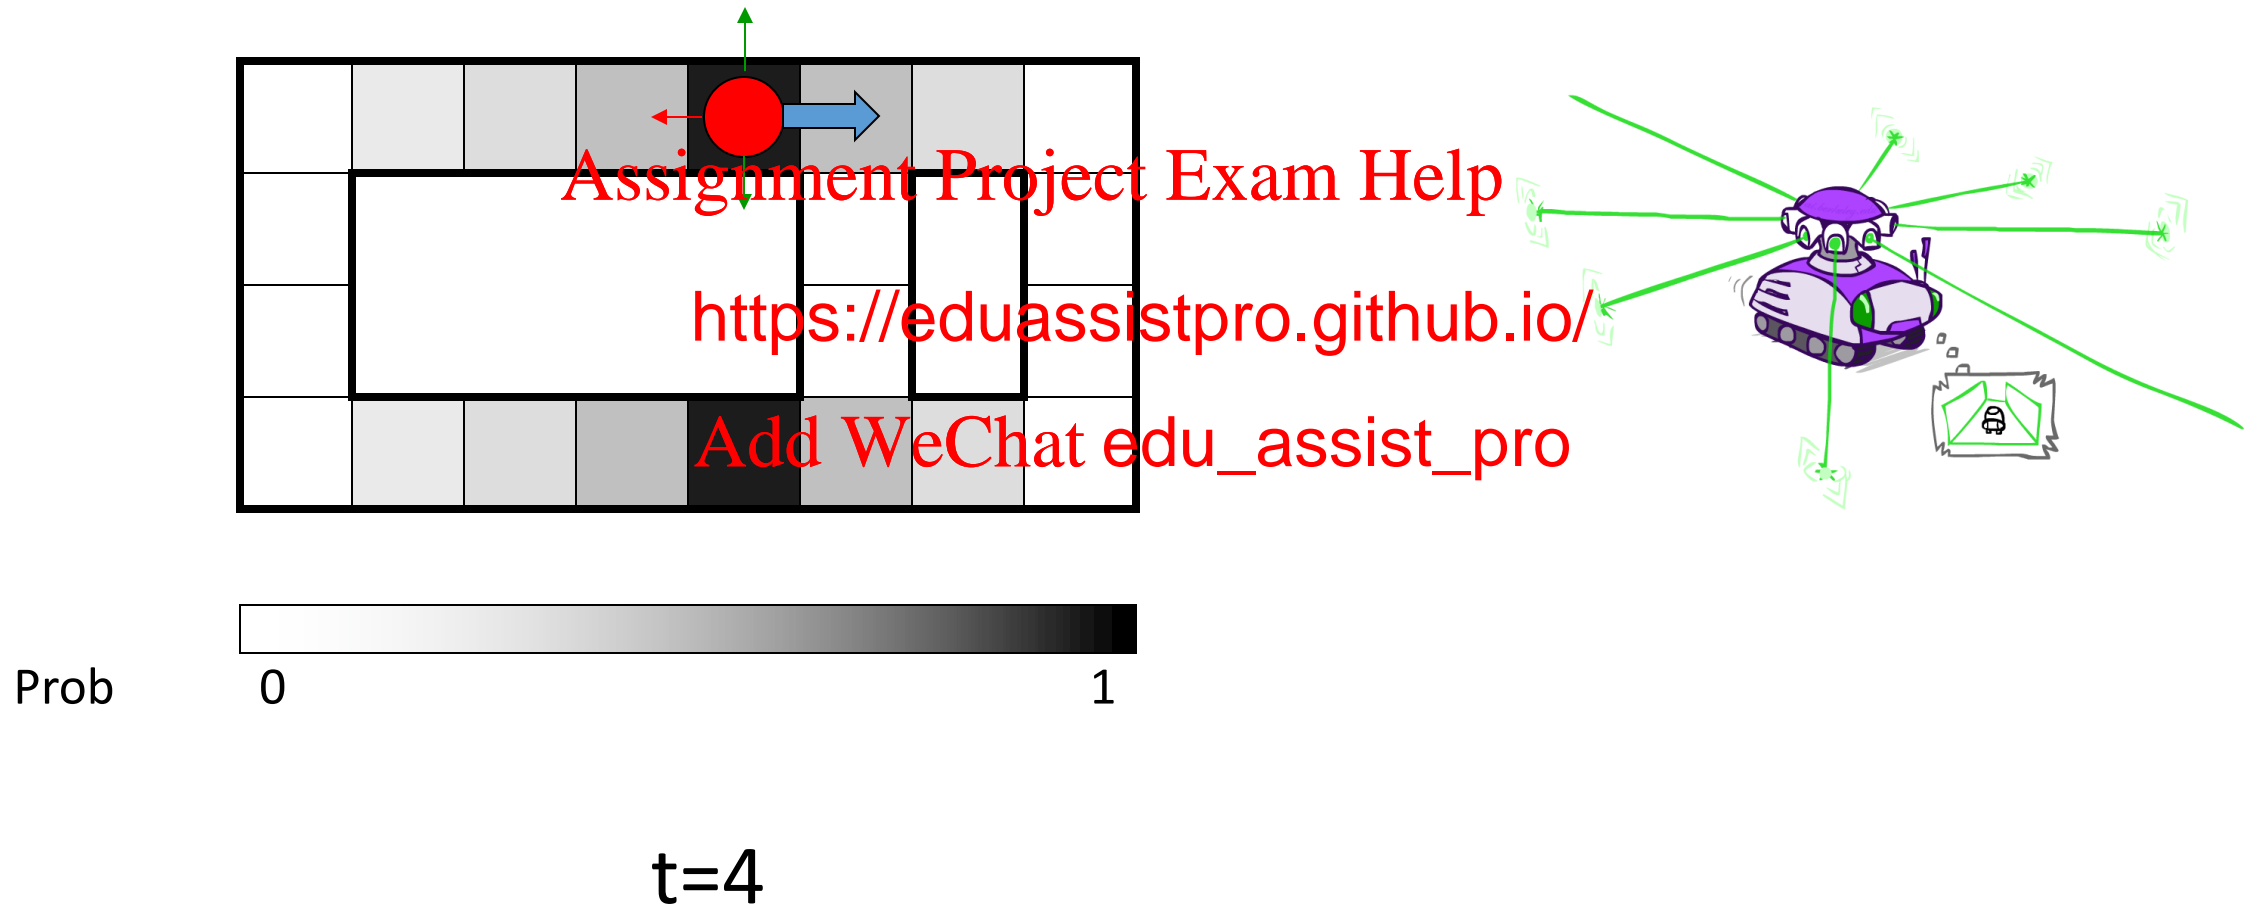 Assignment Project Exam Help
https://eduassistpro.github.io/
Add WeChat edu_assist_pro
Prob 0 1
t=4